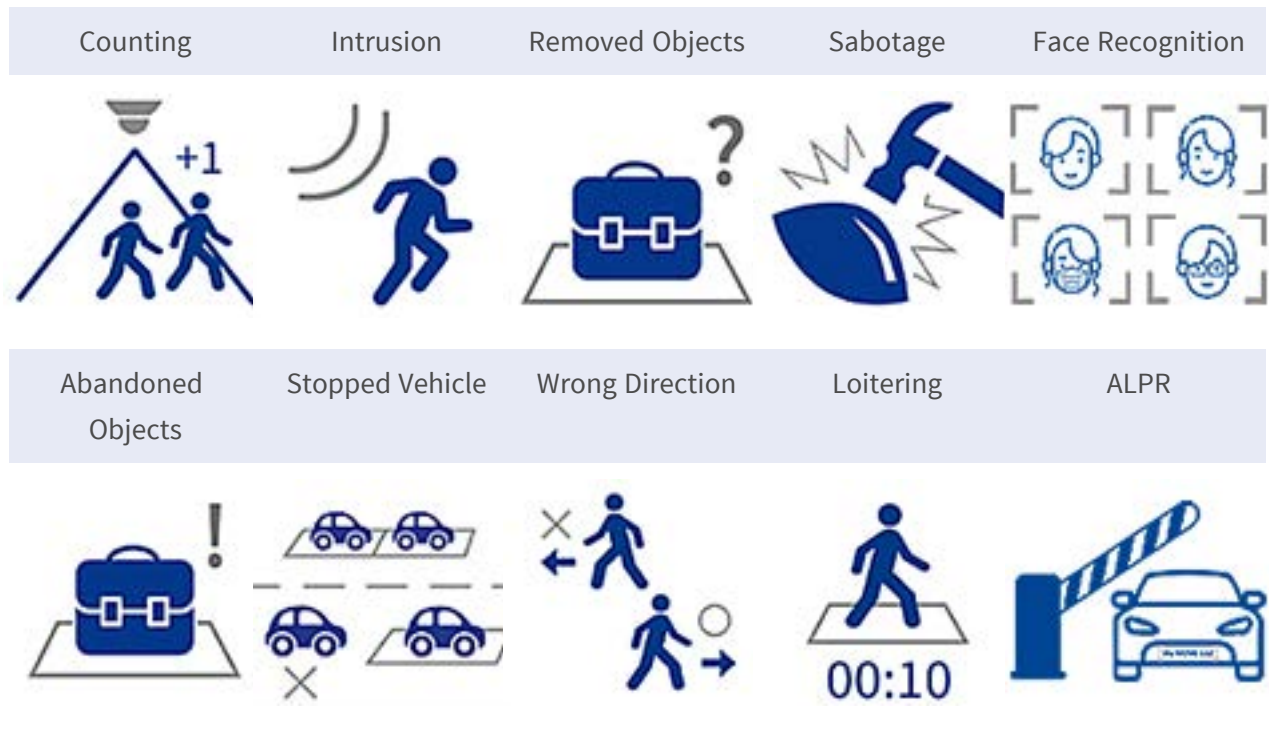 Counting
Intrusion
Removed Objects
Sabotage
Face Recognition
+1
?
Abandoned
Objects
Stopped Vehicle
Wrong Direction
Loitering
ALPR
!
00:10